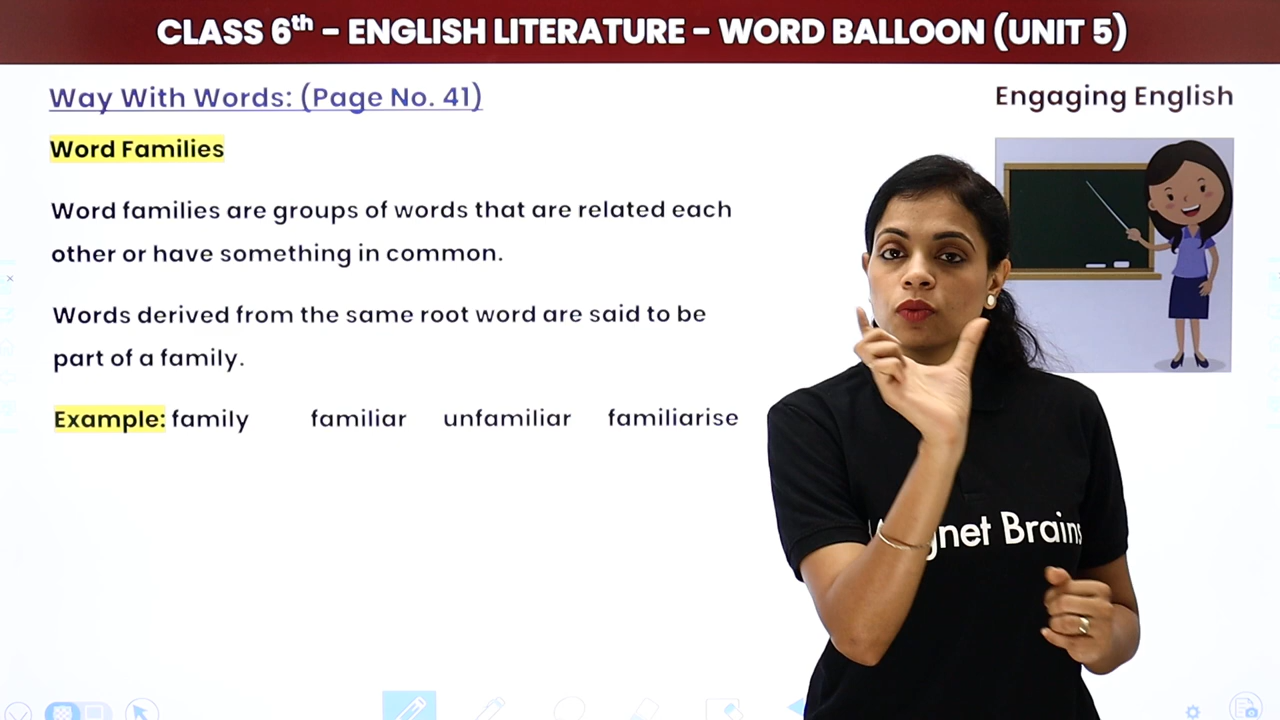 CLASS 6th – ENGLISH LITERATURE – WORD BALLOON (UNIT 5)
Way With Words: (Page No. 41)
Engaging English
Word Families
Word families are groups of words that are related each
other or have something in common.
Words derived from the same root word are said to be
part of a family.
Example: family familiar unfamiliar familiarise
Brains